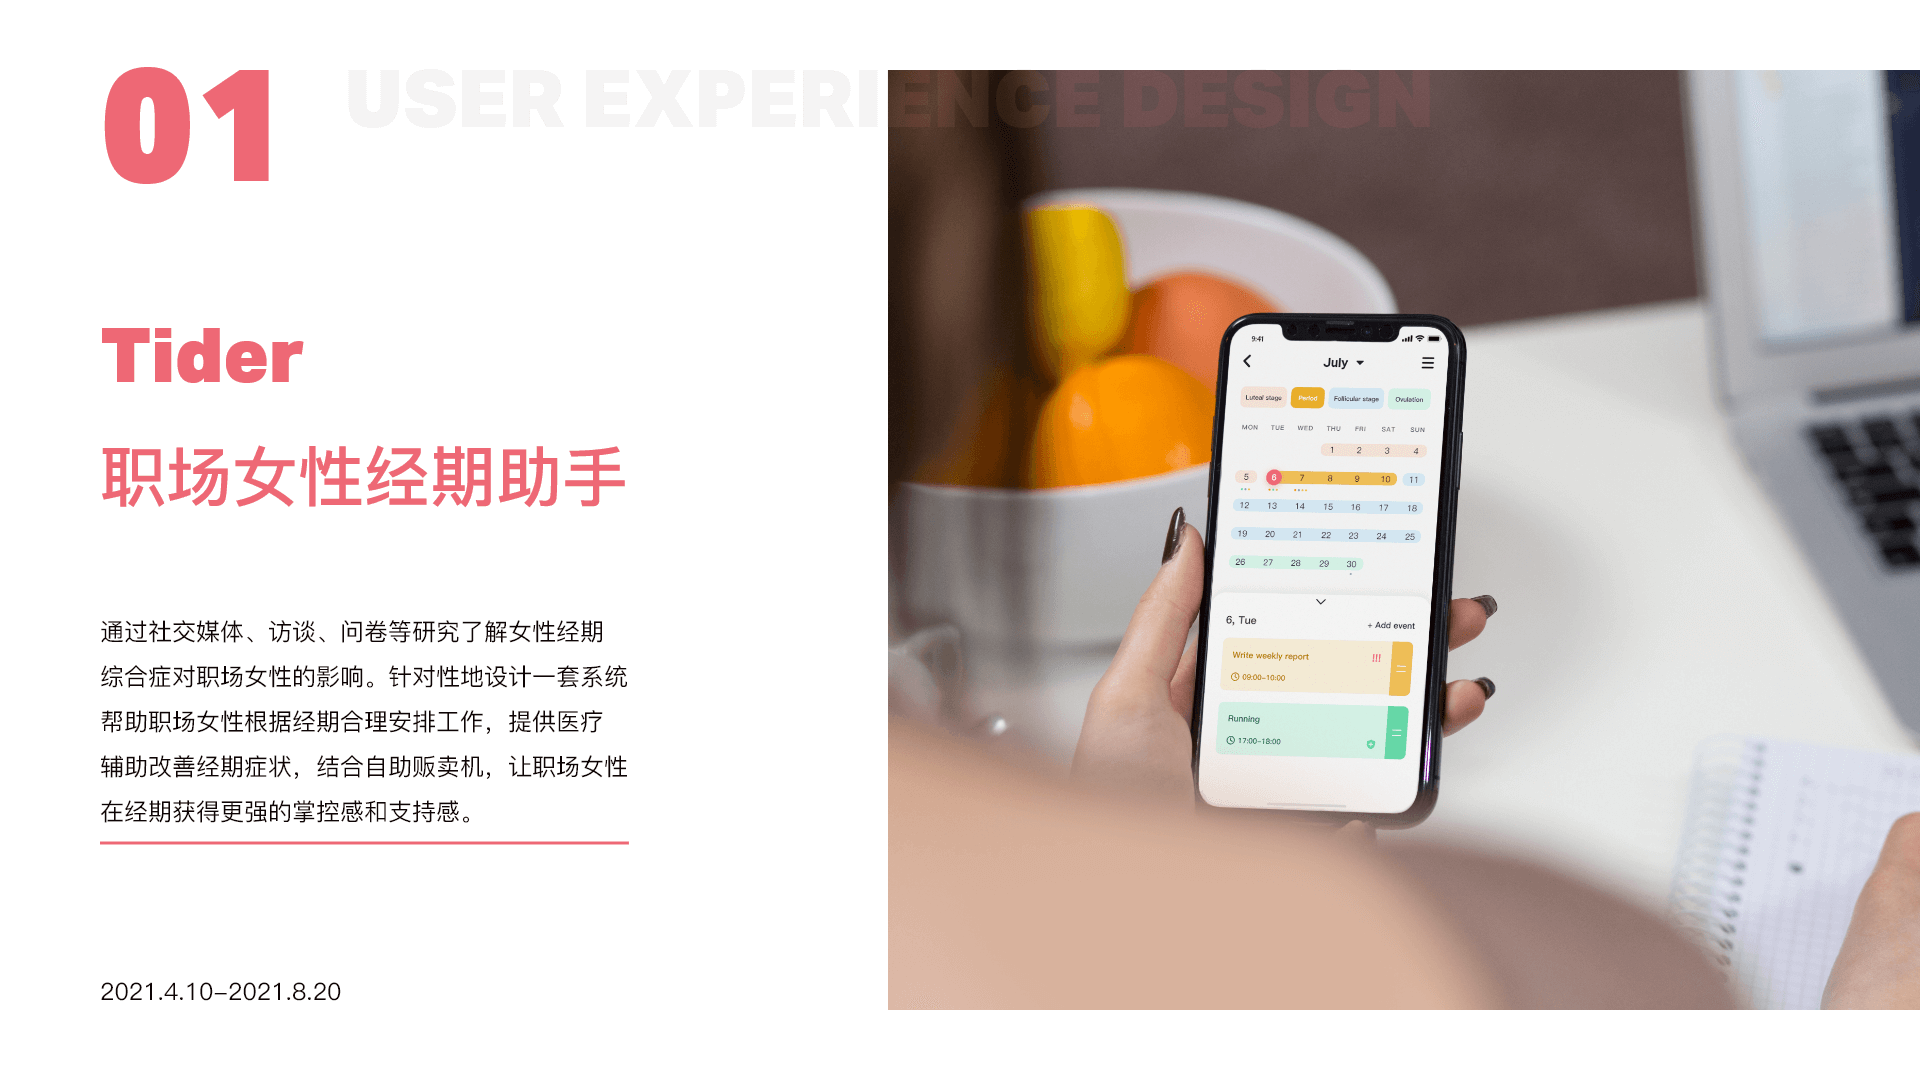 01
USER EXPERIENCE DESIGN
Tider
职场女性经期助手
通过社交媒体、访谈、问卷等研究了解女性经期
综合症对职场女性的影响。针对性地设计一套系统
帮助职场女性根据经期合理安排工作，提供医疗
辅助改善经期症状，结合自助贩卖机，让职场女性
在经期获得更强的掌控感和支持感。
2021.4.10-2021.8.20
9:41
July
Luteal stage Period Follicular stage Ovulation
MON TUE WED THU FRI SAT SUN
1 2 3 4
5 6 7 8 9 10 11
12 13 14 15 16 17 18
19 20 21 22 23 24 25
26 27 28 29 30
6, Tue + Add event
Write weekly report !!!
09:00-10:00
Running
17:00-18:00